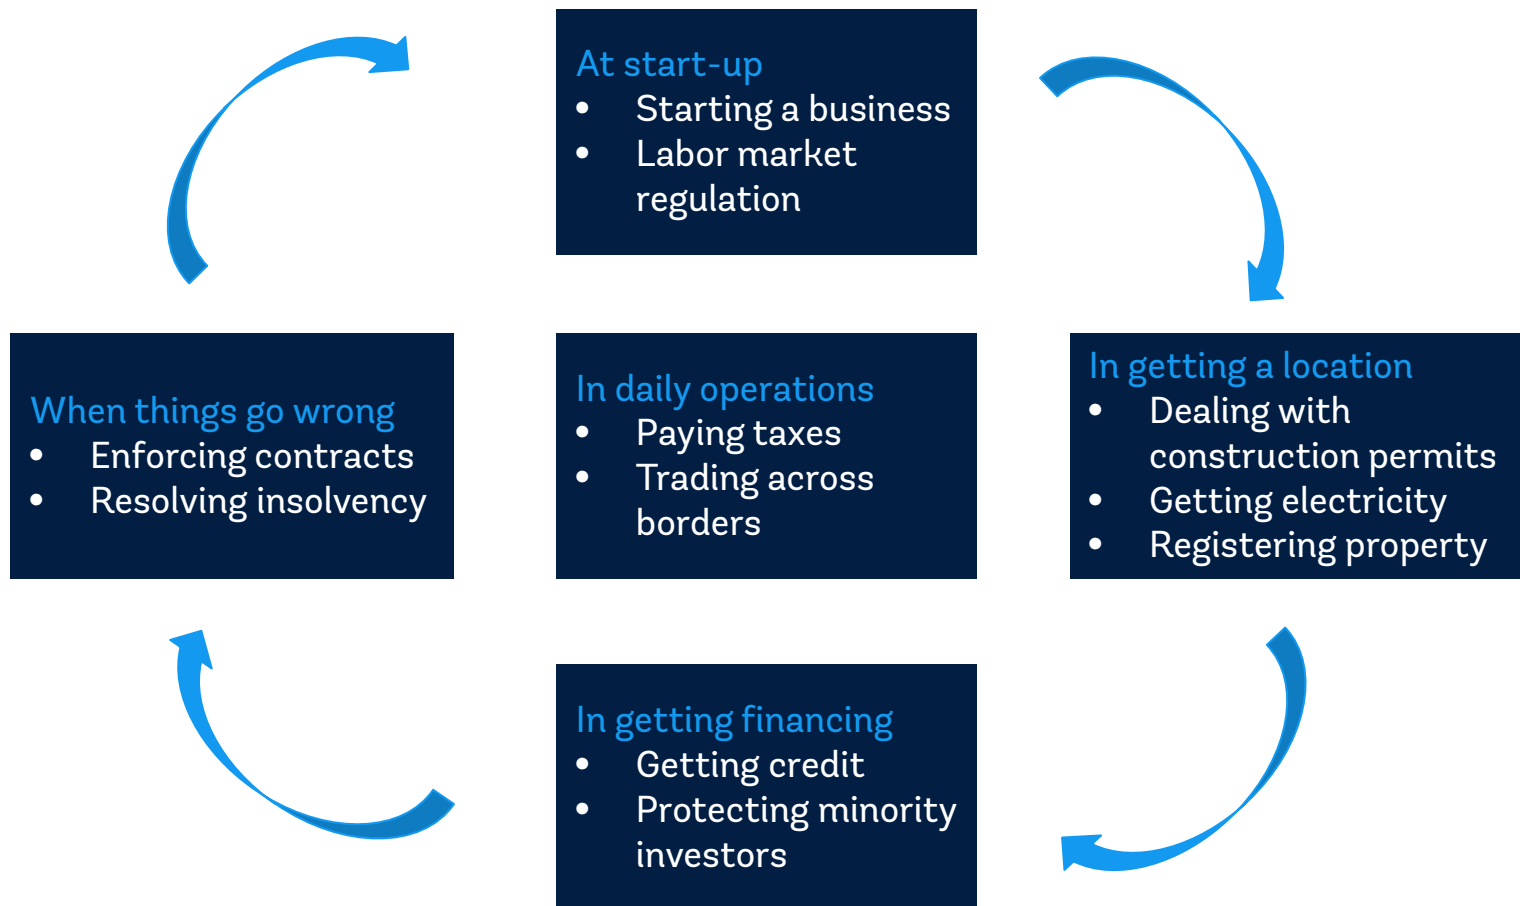 At start-up
• Starting a business
• Labor market
regulation
When things go wrong
• Enforcing contracts
• Resolving insolvency
In daily operations
• Paying taxes
• Trading across
borders
In getting a location
• Dealing with
construction permits
• Getting electricity
• Registering property
In getting financing
• Getting credit
• Protecting minority
investors